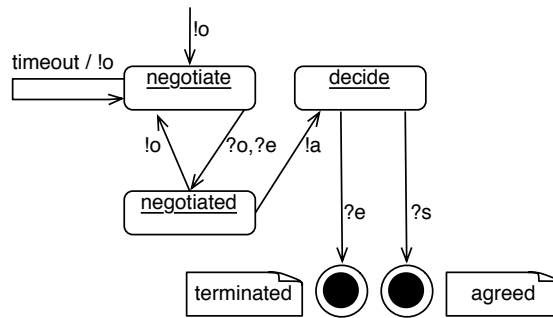 !o
timeout / !o
negotiate
decide
!o
?o,?e
!a
negotiated
?e
?s
terminated
agreed